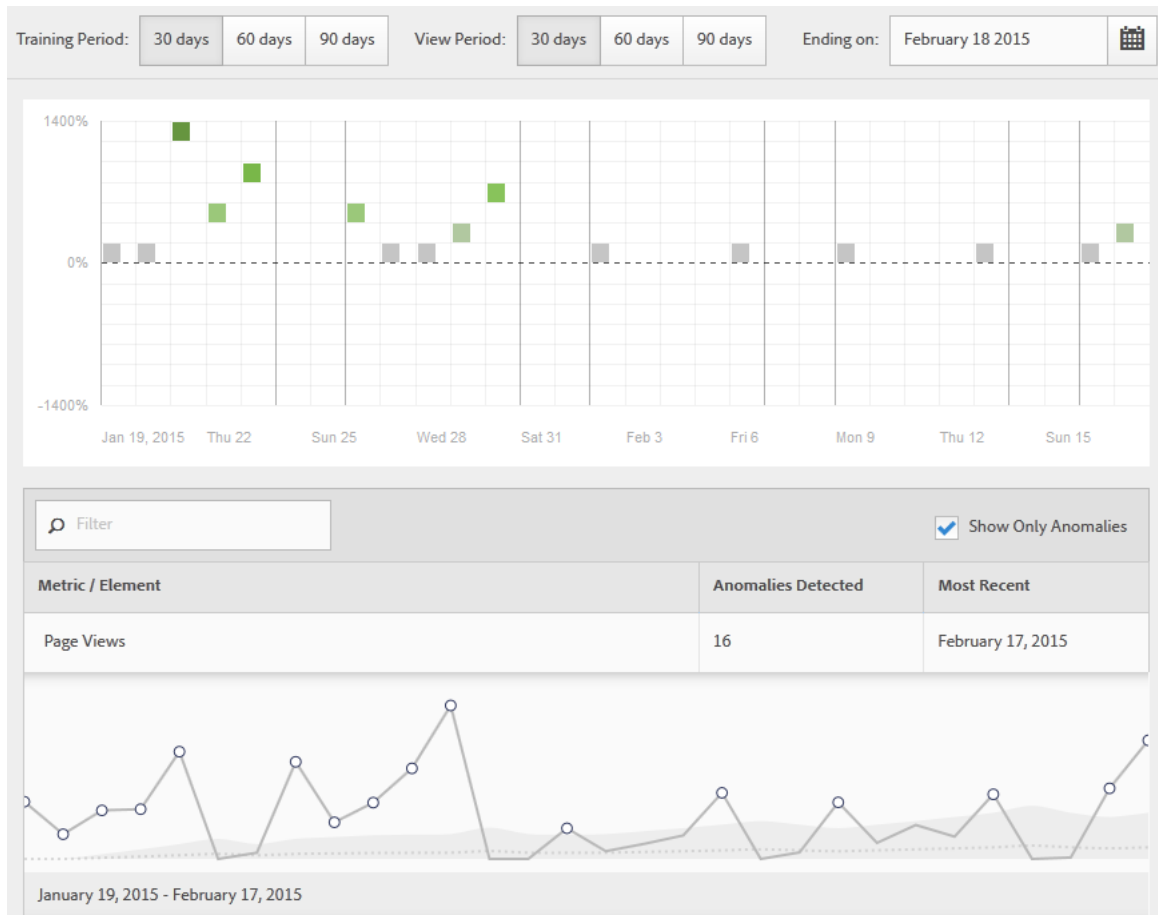 Training Period: 30 days 60 days 90 days View Period: 30 days 60 days 90 days Ending on: February 18 2015
1400%
0%
-1400%
Jan 19, 2015 Thu 22 Sun 25 Wed 28 Sat 31 Feb 3 Fri 6 Mon 9 Thu 12 Sun 15
Filter Show Only Anomalies
Metric / Element Anomalies Detected Most Recent
Page Views 16 February 17, 2015
January 19, 2015 - February 17, 2015